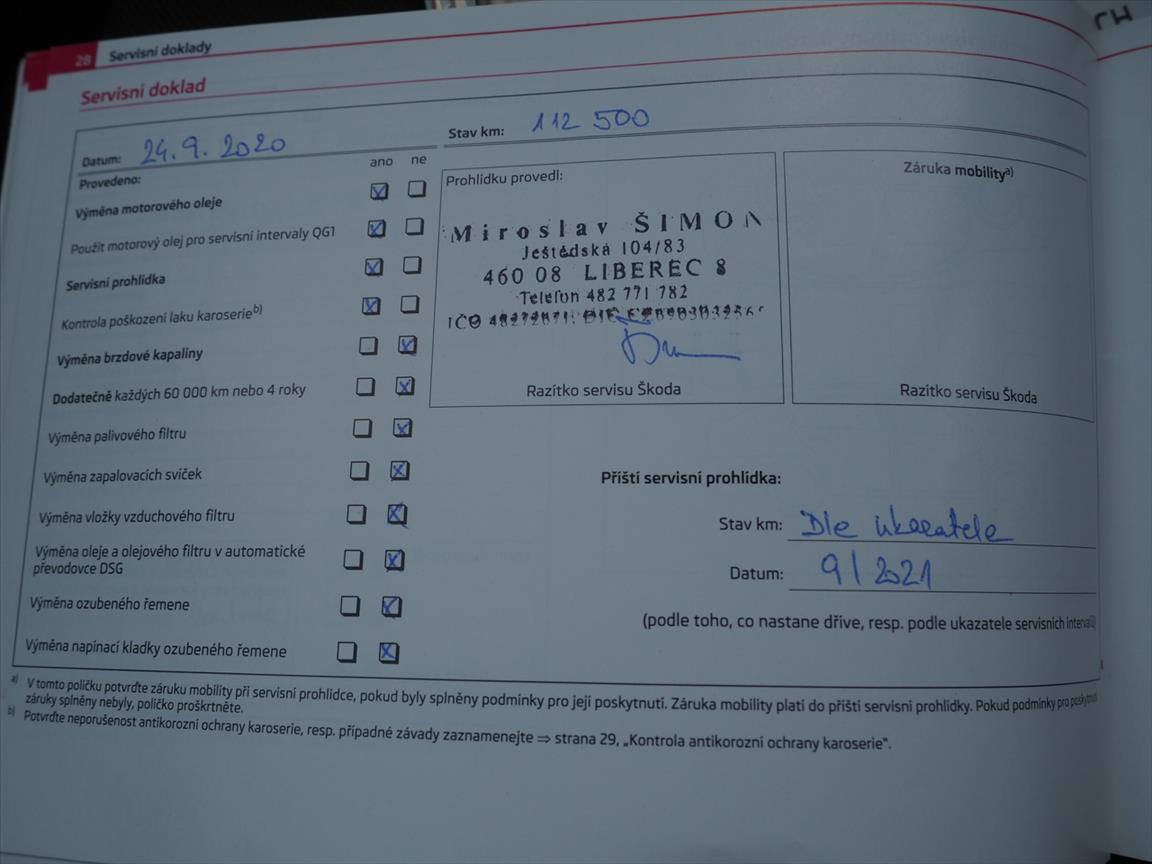 28 Servisní doklady
Servisní doklad
Datum: 24.9.2020
Stav km: 112 500
Provedeno:
ano ne
Výměna motorového oleje
Použit motorový olej pro servisní intervaly QG1
Servisní prohlídka
Kontrola poškození laku karoserie b)
Výměna brzdové kapaliny
Dodatečně každých 60 000 km nebo 4 roky
Výměna palivového filtru
Výměna zapalovacích svíček
Výměna vložky vzduchového filtru
Výměna oleje a olejového filtru v automatické
převodovce DSG
Výměna ozubeného řemene
Výměna napínací kladky ozubeného řemene
Prohlídku provedl:
Miroslav ŠIMON
Ještědská 104/83
460 08 LIBEREC 8
Telefon 482 771 782
IČO
Razítko servisu Škoda
Záruka mobility a)
Razítko servisu Škoda
Příští servisní prohlídka:
Stav km: Dle ukazatele
Datum: 9/2021
(podle toho, co nastane dříve, resp. podle ukazatele servisních intervalů)
a) V tomto políčku potvrďte záruku mobility při servisní prohlídce, pokud byly splněny podmínky pro její poskytnutí. Záruka mobility platí do příští servisní prohlídky. Pokud podmínky pro poskytnutí
záruky splněny nebyly, políčko proškrtněte.
b) Potvrďte neporušenost antikorozní ochrany karoserie, resp. případné závady zaznamenejte ⇒ strana 29, „Kontrola antikorozní ochrany karoserie".